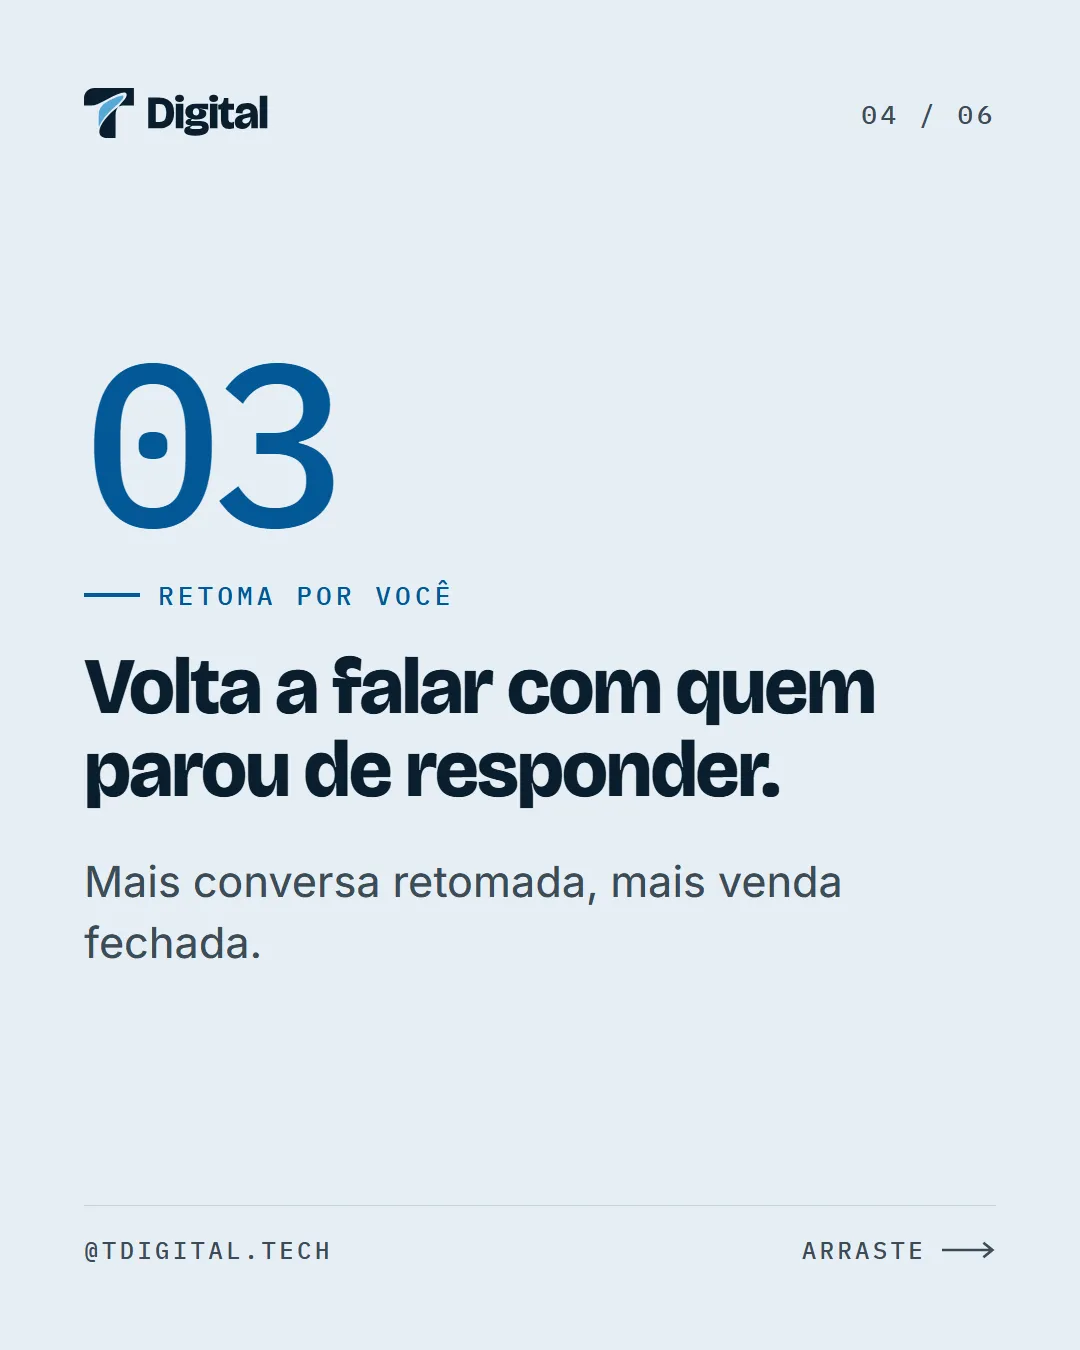 Digital
04 / 06
03
RETOMA POR VOCÊ
Volta a falar com quem
parou de responder.
Mais conversa retomada, mais venda
fechada.
@TDIGITAL.TECH
ARRASTE